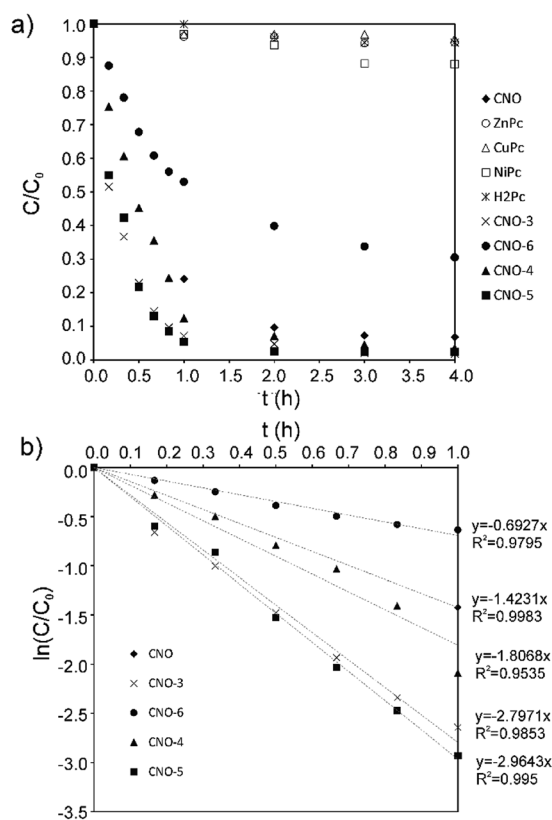 a)
1.0
0.9
0.8
0.7
0.6
0.5
0.4
0.3
0.2
0.1
0.0
C/C0
0.0 0.5 1.0 2.0 3.0 4.0
t (h)
CNO
ZnPc
CuPc
NiPc
H2Pc
CNO-3
CNO-6
CNO-4
CNO-5
b)
t (h)
0.0 0.1 0.2 0.3 0.4 0.5 0.6 0.7 0.8 0.9 1.0
0.0
-0.5
-1.0
-1.5
-2.0
-2.5
-3.0
-3.5
ln(C/C0)
CNO
CNO-3
CNO-6
CNO-4
CNO-5
y=-0.6927x
R²=0.9795
y=-1.4231x
R²=0.9983
y=-1.8068x
R²=0.9535
y=-2.7971x
R²=0.9853
y=-2.9643x
R²=0.995